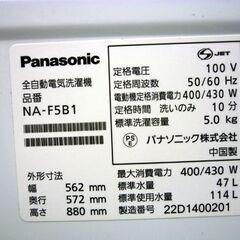 Panasonic
全自動電気洗濯機
品番
NA-F5B1
外形寸法
幅 562 mm
奥行 572 mm
高さ 880 mm
S JET
定格電圧 100 V
定格周波数 50/60 Hz
電動機定格消費電力 400/430 W
定格時間 洗いのみ 10分
標準洗濯容量 5.0 kg
PSE パナソニック株式会社
中国製
最大消費電力 400/430 W
標準水量 47 L
標準使用水量 114 L
製造番号 22D1400201